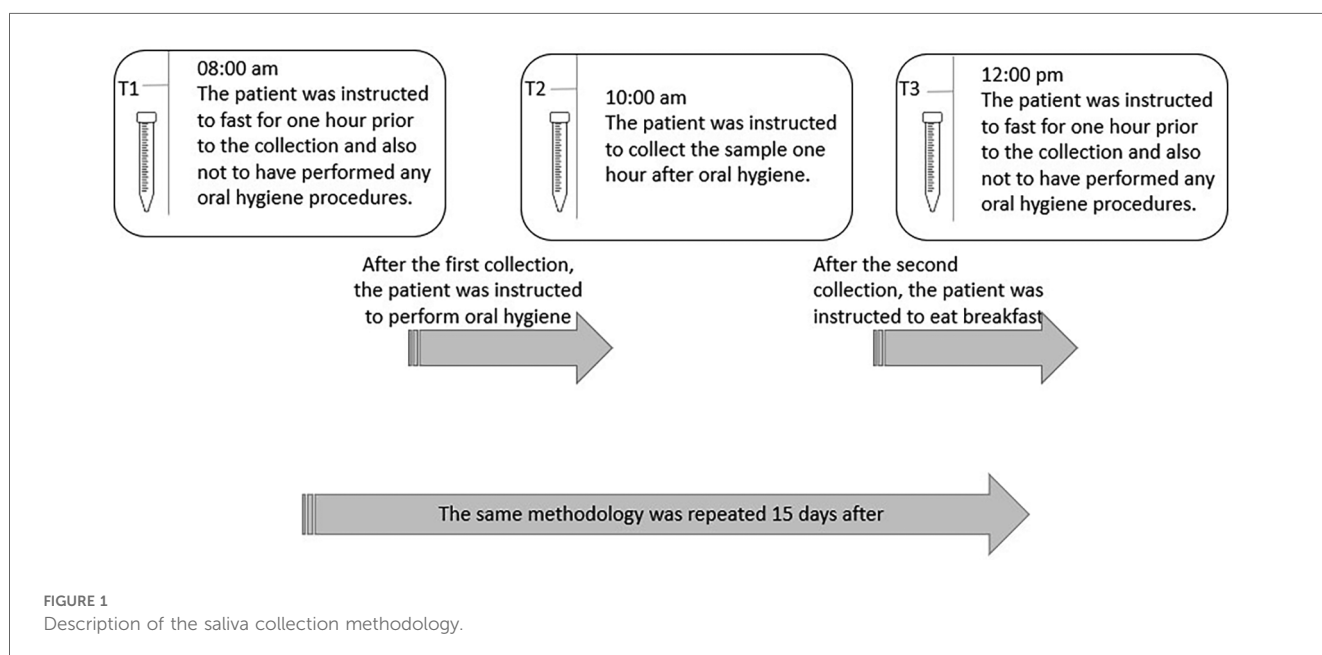 T1
08:00 am
The patient was instructed
to fast for one hour prior
to the collection and also
not to have performed any
oral hygiene procedures.
T2
10:00 am
The patient was instructed
to collect the sample one
hour after oral hygiene.
T3
12:00 pm
The patient was instructed
to fast for one hour prior
to the collection and also
not to have performed any
oral hygiene procedures.
After the first collection,
the patient was instructed
to perform oral hygiene
After the second
collection, the patient was
instructed to eat breakfast
The same methodology was repeated 15 days after
FIGURE 1
Description of the saliva collection methodology.